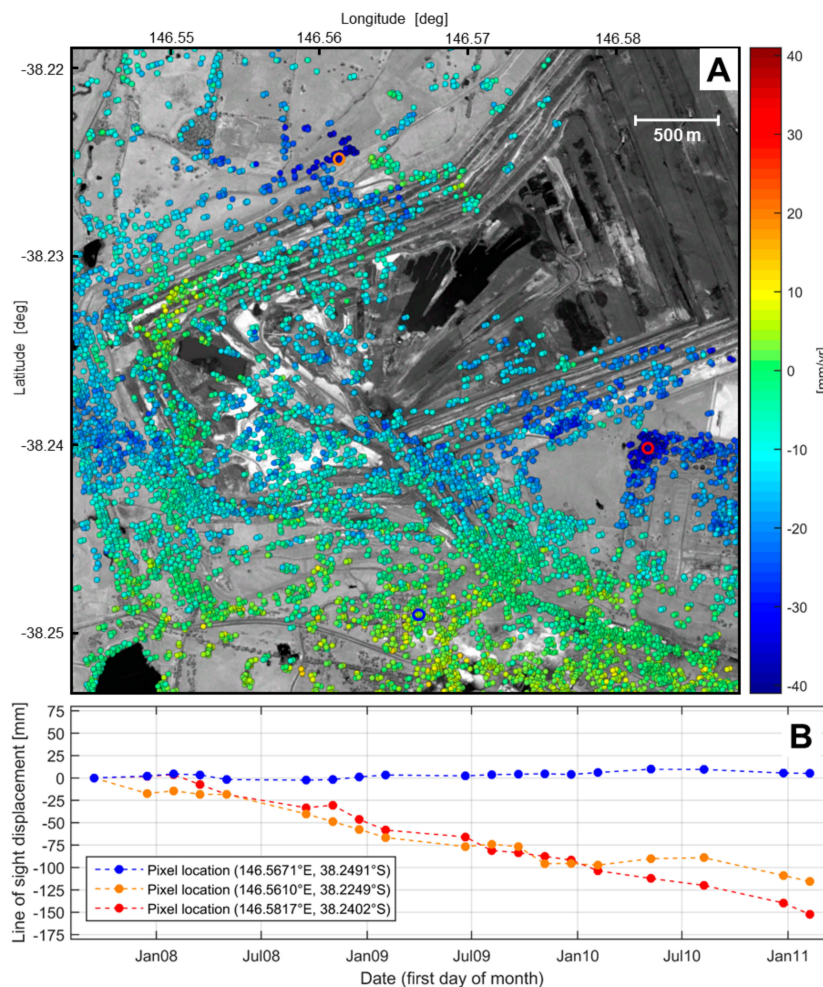 Longitude [deg]
146.55 146.56 146.57 146.58
A
500 m
-38.22
-38.23
-38.24
-38.25
Latitude [deg]
40
30
20
10
0
-10
-20
-30
-40
[mm/yr]
B
75
50
25
0
-25
-50
-75
-100
-125
-150
-175
Line of sight displacement [mm]
Pixel location (146.5671°E, 38.2491°S)
Pixel location (146.5610°E, 38.2249°S)
Pixel location (146.5817°E, 38.2402°S)
Jan08 Jul08 Jan09 Jul09 Jan10 Jul10 Jan11
Date (first day of month)